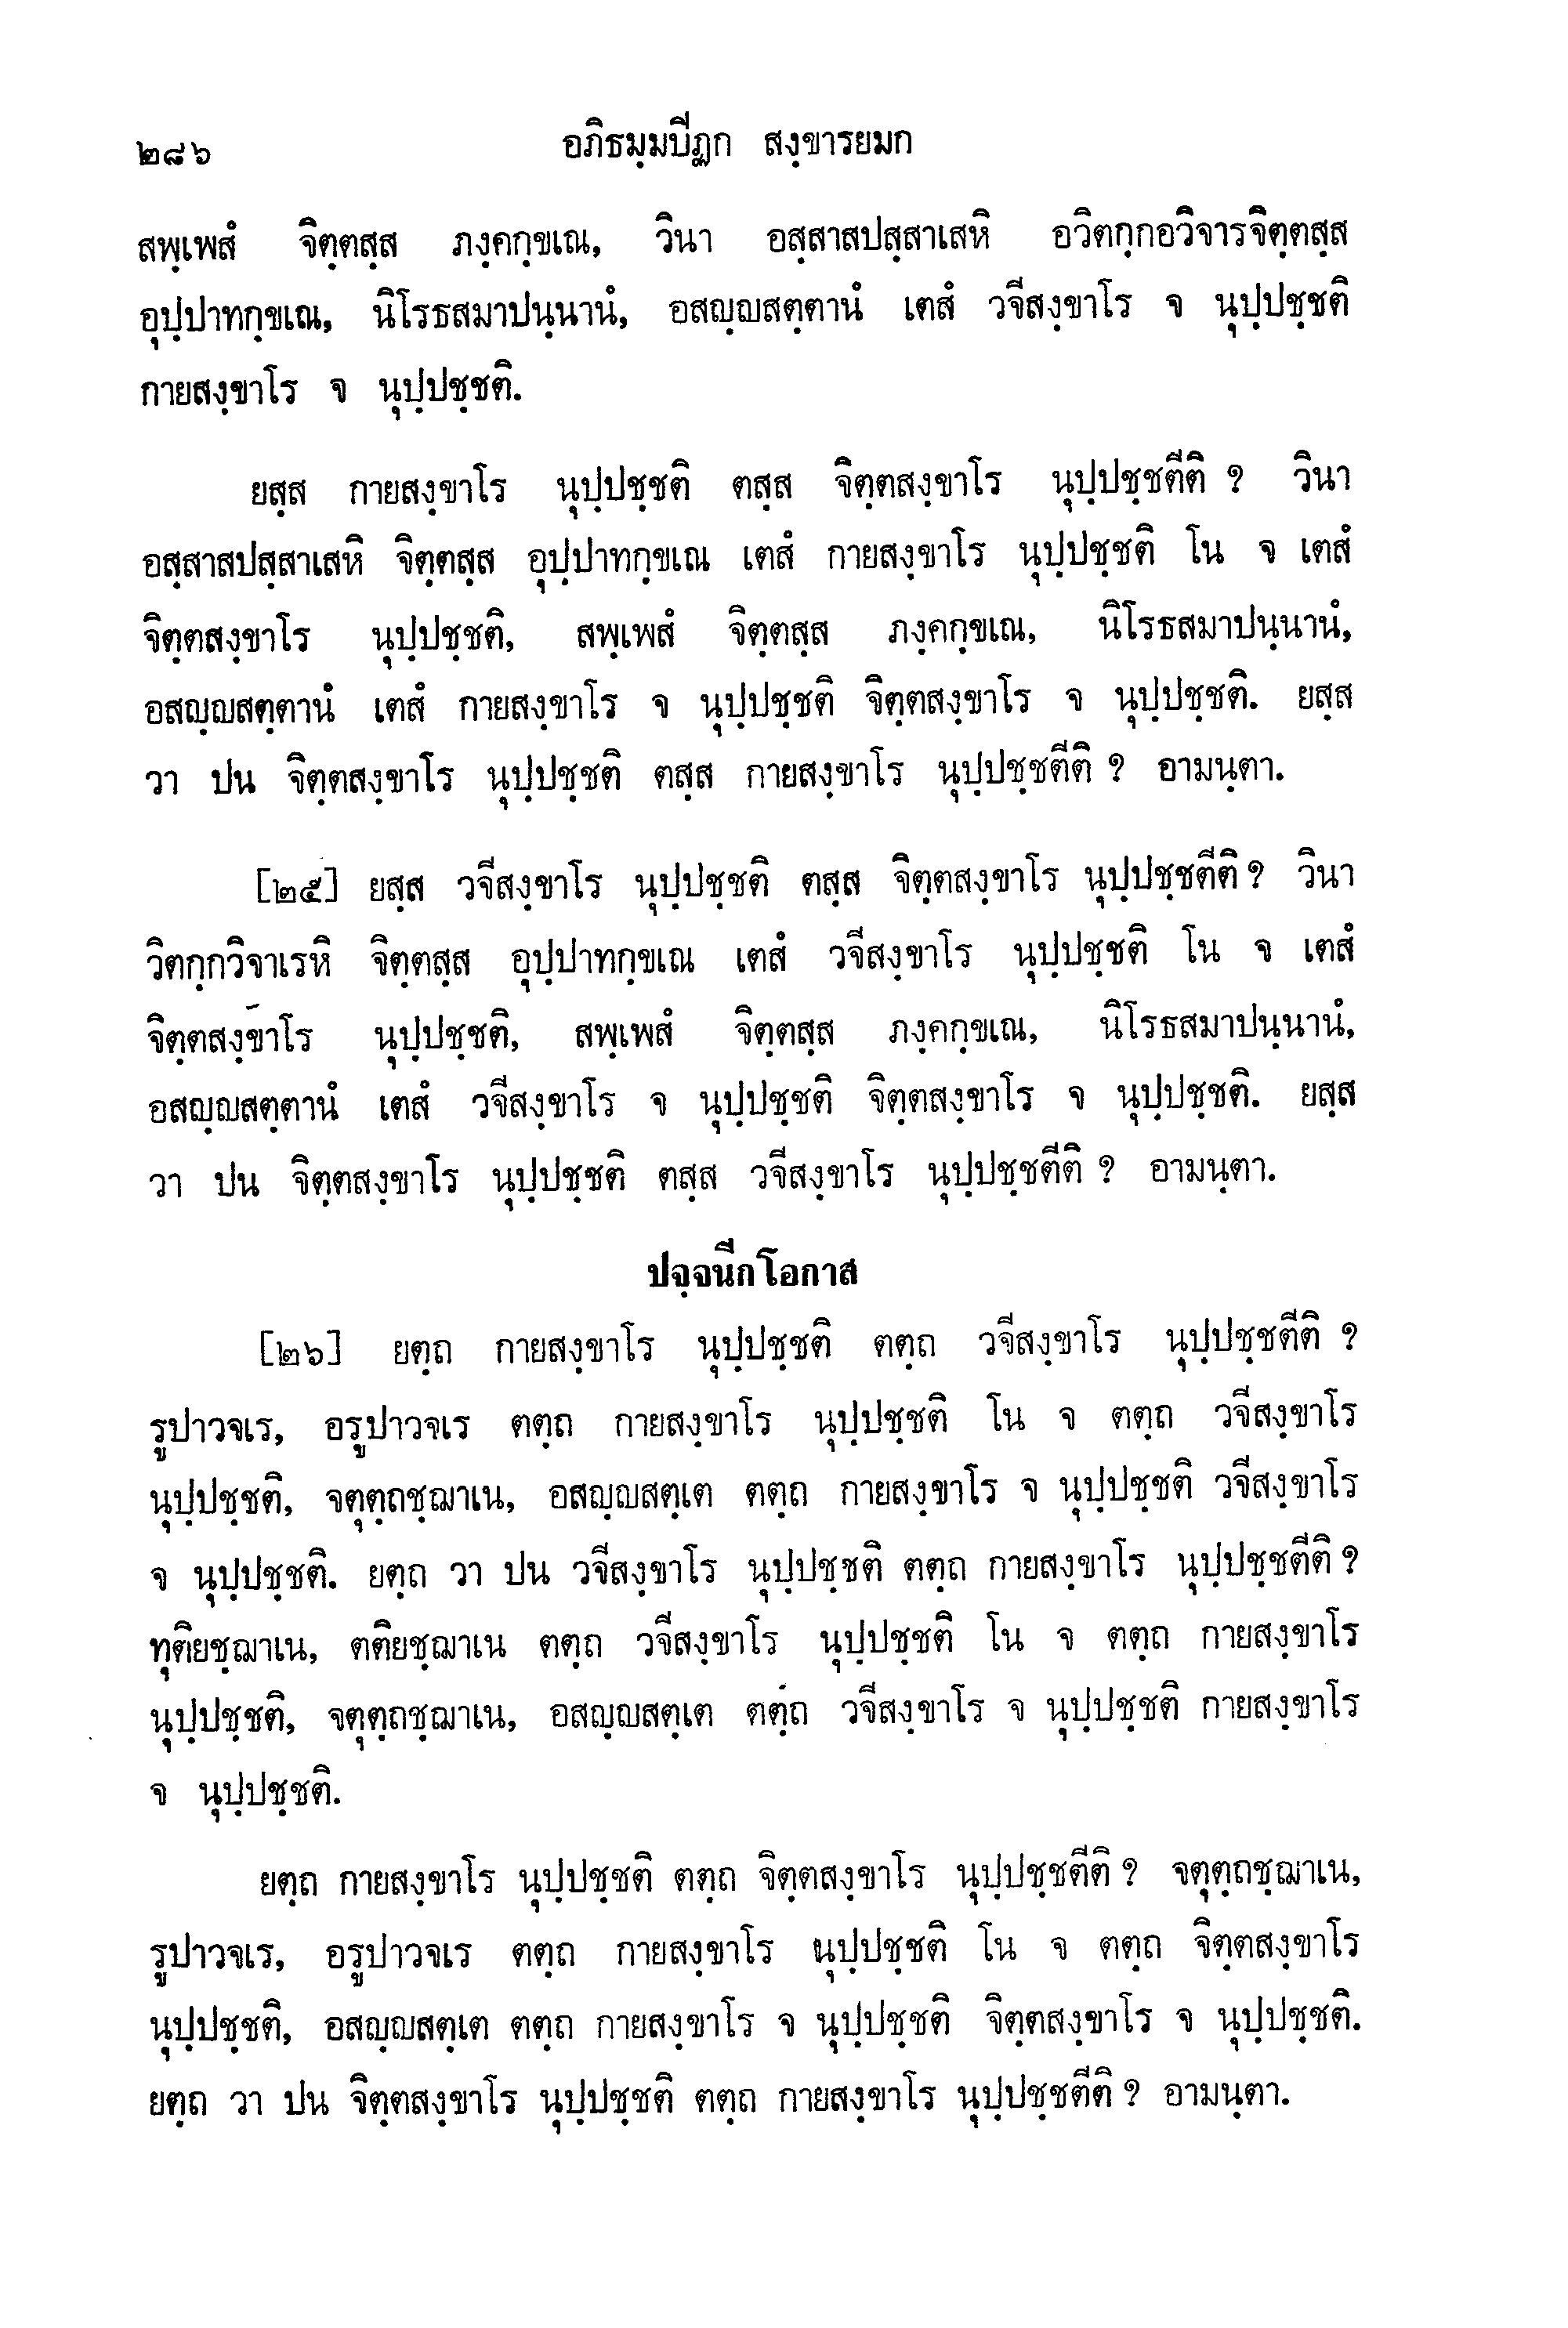 ๒๘๖ อภิธมฺมปีฏก สงฺขารยมก
สพฺเพสํ จิตฺตสฺส ภงฺคกฺขเณ, วินา อสฺสาสปสฺสาเสหิ อวิตกฺกอวิจารจิตฺตสฺส
อุปฺปาทกฺขเณ, นิโรธสมาปนฺนานํ, อสญฺญสตฺตานํ เตสํ วจีสงฺขาโร จ นุปฺปชฺชติ
กายสงฺขาโร จ นุปฺปชฺชติ.
ยสฺส กายสงฺขาโร นุปฺปชฺชติ ตสฺส จิตฺตสงฺขาโร นุปฺปชฺชตีติ ? วินา
อสฺสาสปสฺสาเสหิ จิตฺตสฺส อุปฺปาทกฺขเณ เตสํ กายสงฺขาโร นุปฺปชฺชติ โน จ เตสํ
จิตฺตสงฺขาโร นุปฺปชฺชติ, สพฺเพสํ จิตฺตสฺส ภงฺคกฺขเณ, นิโรธสมาปนฺนานํ,
อสญฺญสตฺตานํ เตสํ กายสงฺขาโร จ นุปฺปชฺชติ จิตฺตสงฺขาโร จ นุปฺปชฺชติ. ยสฺส
วา ปน จิตฺตสงฺขาโร นุปฺปชฺชติ ตสฺส กายสงฺขาโร นุปฺปชฺชตีติ ? อามนฺตา.
[๒๕] ยสฺส วจีสงฺขาโร นุปฺปชฺชติ ตสฺส จิตฺตสงฺขาโร นุปฺปชฺชตีติ ? วินา
วิตกฺกวิจาเรหิ จิตฺตสฺส อุปฺปาทกฺขเณ เตสํ วจีสงฺขาโร นุปฺปชฺชติ โน จ เตสํ
จิตฺตสงฺขาโร นุปฺปชฺชติ, สพฺเพสํ จิตฺตสฺส ภงฺคกฺขเณ, นิโรธสมาปนฺนานํ,
อสญฺญสตฺตานํ เตสํ วจีสงฺขาโร จ นุปฺปชฺชติ จิตฺตสงฺขาโร จ นุปฺปชฺชติ. ยสฺส
วา ปน จิตฺตสงฺขาโร นุปฺปชฺชติ ตสฺส วจีสงฺขาโร นุปฺปชฺชตีติ ? อามนฺตา.
ปจฺจนีกโอกาส
[๒๖] ยตฺถ กายสงฺขาโร นุปฺปชฺชติ ตตฺถ วจีสงฺขาโร นุปฺปชฺชตีติ ?
รูปาวจเร, อรูปาวจเร ตตฺถ กายสงฺขาโร นุปฺปชฺชติ โน จ ตตฺถ วจีสงฺขาโร
นุปฺปชฺชติ, จตุตฺถชฺฌาเน, อสญฺญสตฺเต ตตฺถ กายสงฺขาโร จ นุปฺปชฺชติ วจีสงฺขาโร
จ นุปฺปชฺชติ. ยตฺถ วา ปน วจีสงฺขาโร นุปฺปชฺชติ ตตฺถ กายสงฺขาโร นุปฺปชฺชตีติ ?
ทุติยชฺฌาเน, ตติยชฺฌาเน ตตฺถ วจีสงฺขาโร นุปฺปชฺชติ โน จ ตตฺถ กายสงฺขาโร
นุปฺปชฺชติ, จตุตฺถชฺฌาเน, อสญฺญสตฺเต ตตฺถ วจีสงฺขาโร จ นุปฺปชฺชติ กายสงฺขาโร
จ นุปฺปชฺชติ.
ยตฺถ กายสงฺขาโร นุปฺปชฺชติ ตตฺถ จิตฺตสงฺขาโร นุปฺปชฺชตีติ ? จตุตฺถชฺฌาเน,
รูปาวจเร, อรูปาวจเร ตตฺถ กายสงฺขาโร นุปฺปชฺชติ โน จ ตตฺถ จิตฺตสงฺขาโร
นุปฺปชฺชติ, อสญฺญสตฺเต ตตฺถ กายสงฺขาโร จ นุปฺปชฺชติ จิตฺตสงฺขาโร จ นุปฺปชฺชติ.
ยตฺถ วา ปน จิตฺตสงฺขาโร นุปฺปชฺชติ ตตฺถ กายสงฺขาโร นุปฺปชฺชตีติ ? อามนฺตา.